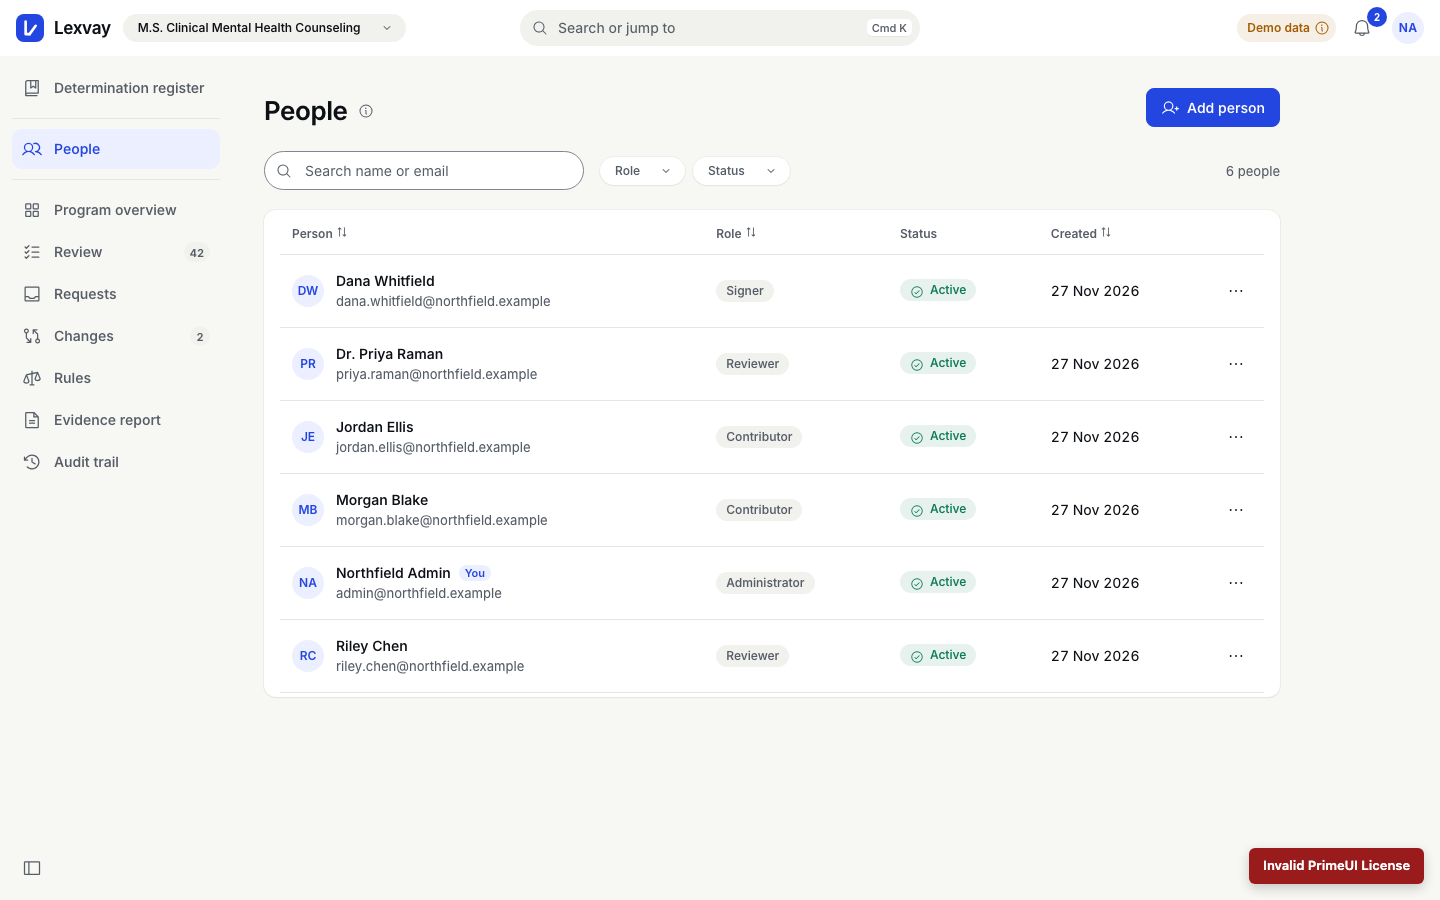 Lexvay
M.S. Clinical Mental Health Counseling
Search or jump to
Cmd K
Demo data
2
NA
Determination register
People
Program overview
Review 42
Requests
Changes 2
Rules
Evidence report
Audit trail
People
Add person
Search name or email
Role
Status
6 people
Person Role Status Created
DW Dana Whitfield Signer Active 27 Nov 2026 ...
dana.whitfield@northfield.example
PR Dr. Priya Raman Reviewer Active 27 Nov 2026 ...
priya.raman@northfield.example
JE Jordan Ellis Contributor Active 27 Nov 2026 ...
jordan.ellis@northfield.example
MB Morgan Blake Contributor Active 27 Nov 2026 ...
morgan.blake@northfield.example
NA Northfield Admin You Administrator Active 27 Nov 2026 ...
admin@northfield.example
RC Riley Chen Reviewer Active 27 Nov 2026 ...
riley.chen@northfield.example
Invalid PrimeUI License